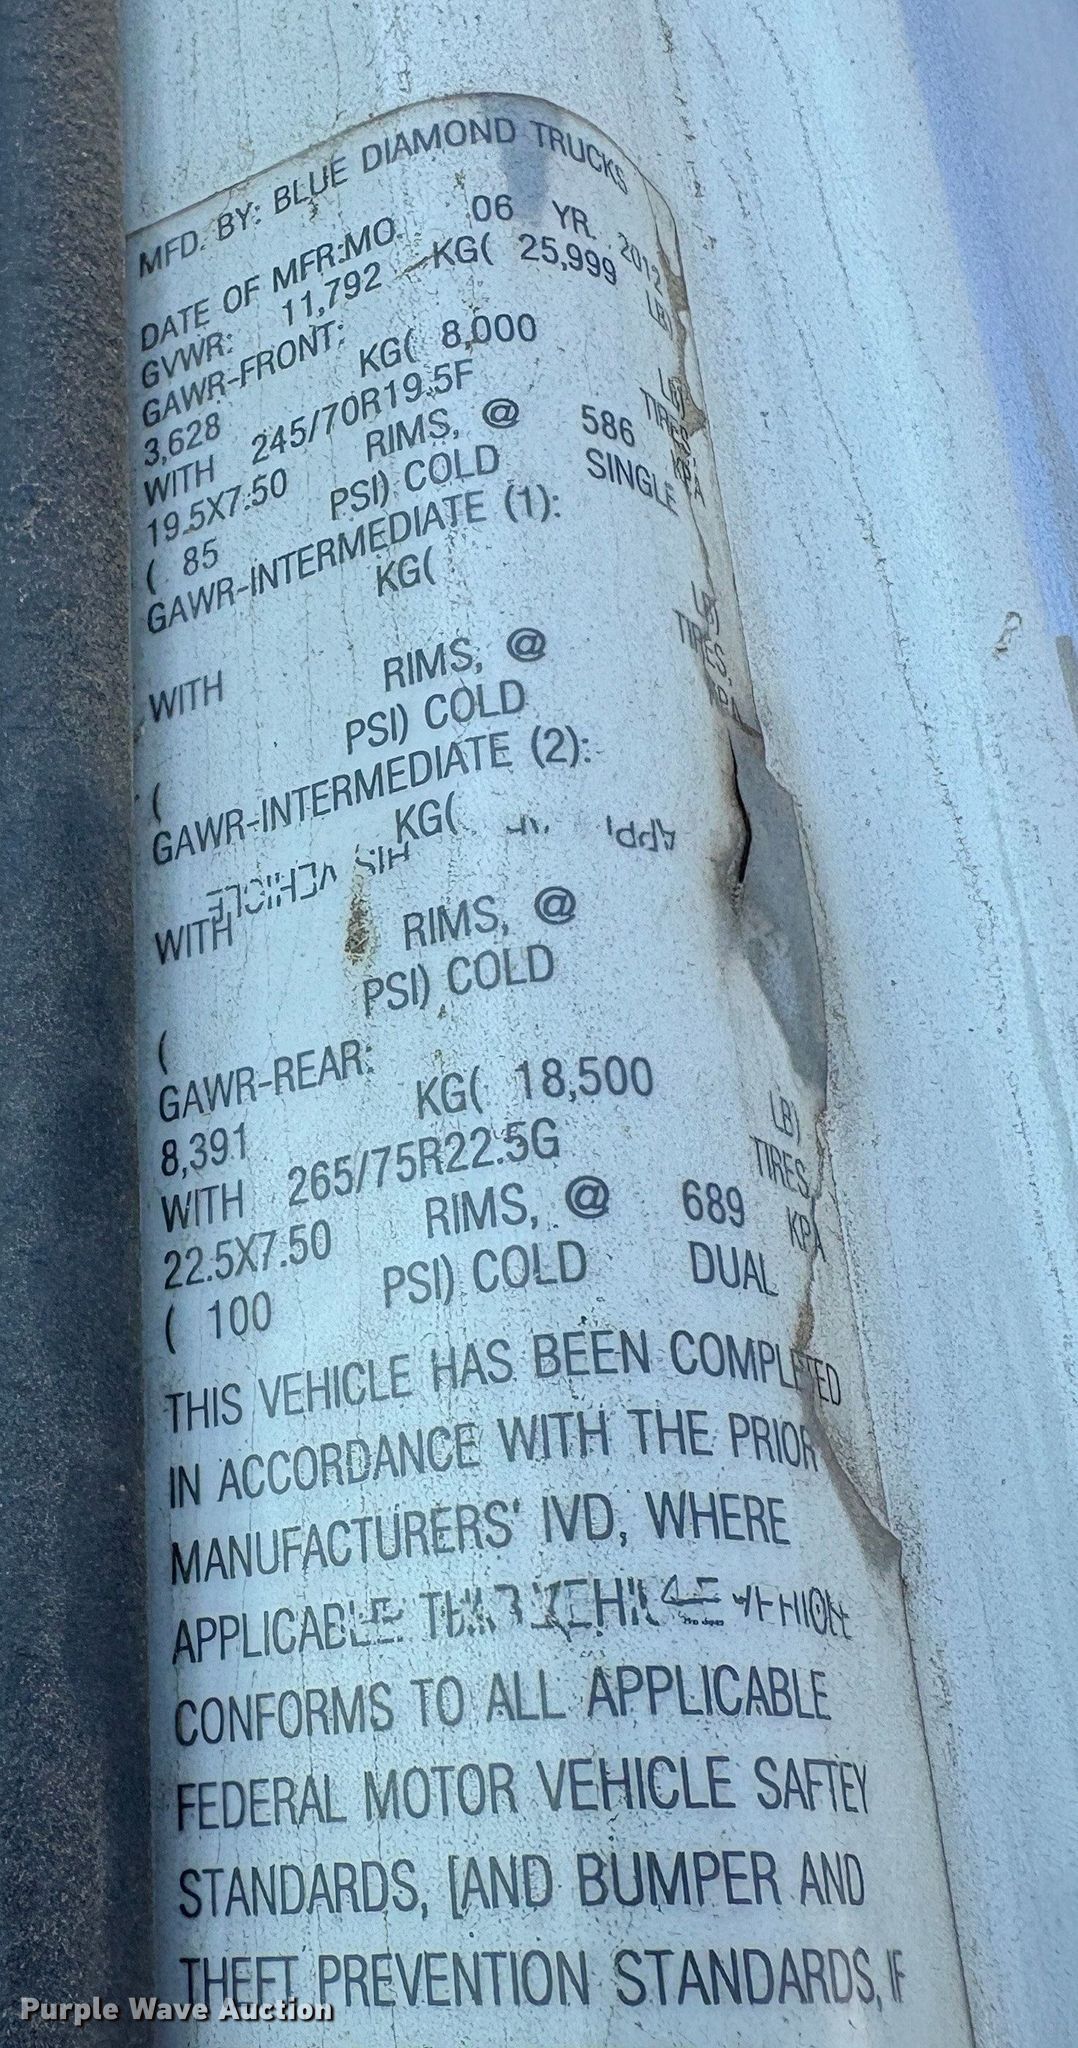 MFD. BY: BLUE DIAMOND TRUCKS
DATE OF MFR:MO. 06 YR. 2012
GVWR: 11,792 KG( 25,999 LB)
GAWR-FRONT:
3,628 KG( 8,000 LB)
WITH 245/70R19.5F TIRES,
19.5X7.50 RIMS, @ 586 KPA
( 85 PSI) COLD SINGLE
GAWR-INTERMEDIATE (1):
KG( LB)
WITH TIRES,
RIMS, @
( PSI) COLD
GAWR-INTERMEDIATE (2):
KG(
WITH
RIMS, @
( PSI) COLD
GAWR-REAR:
8,391 KG( 18,500 LB)
WITH 265/75R22.5G TIRES,
22.5X7.50 RIMS, @ 689 KPA
( 100 PSI) COLD DUAL
THIS VEHICLE HAS BEEN COMPLETED
IN ACCORDANCE WITH THE PRIOR
MANUFACTURERS' IVD, WHERE
APPLICABLE
CONFORMS TO ALL APPLICABLE
FEDERAL MOTOR VEHICLE SAFTEY
STANDARDS, [AND BUMPER AND
THEFT PREVENTION STANDARDS, IF
Purple Wave Auction